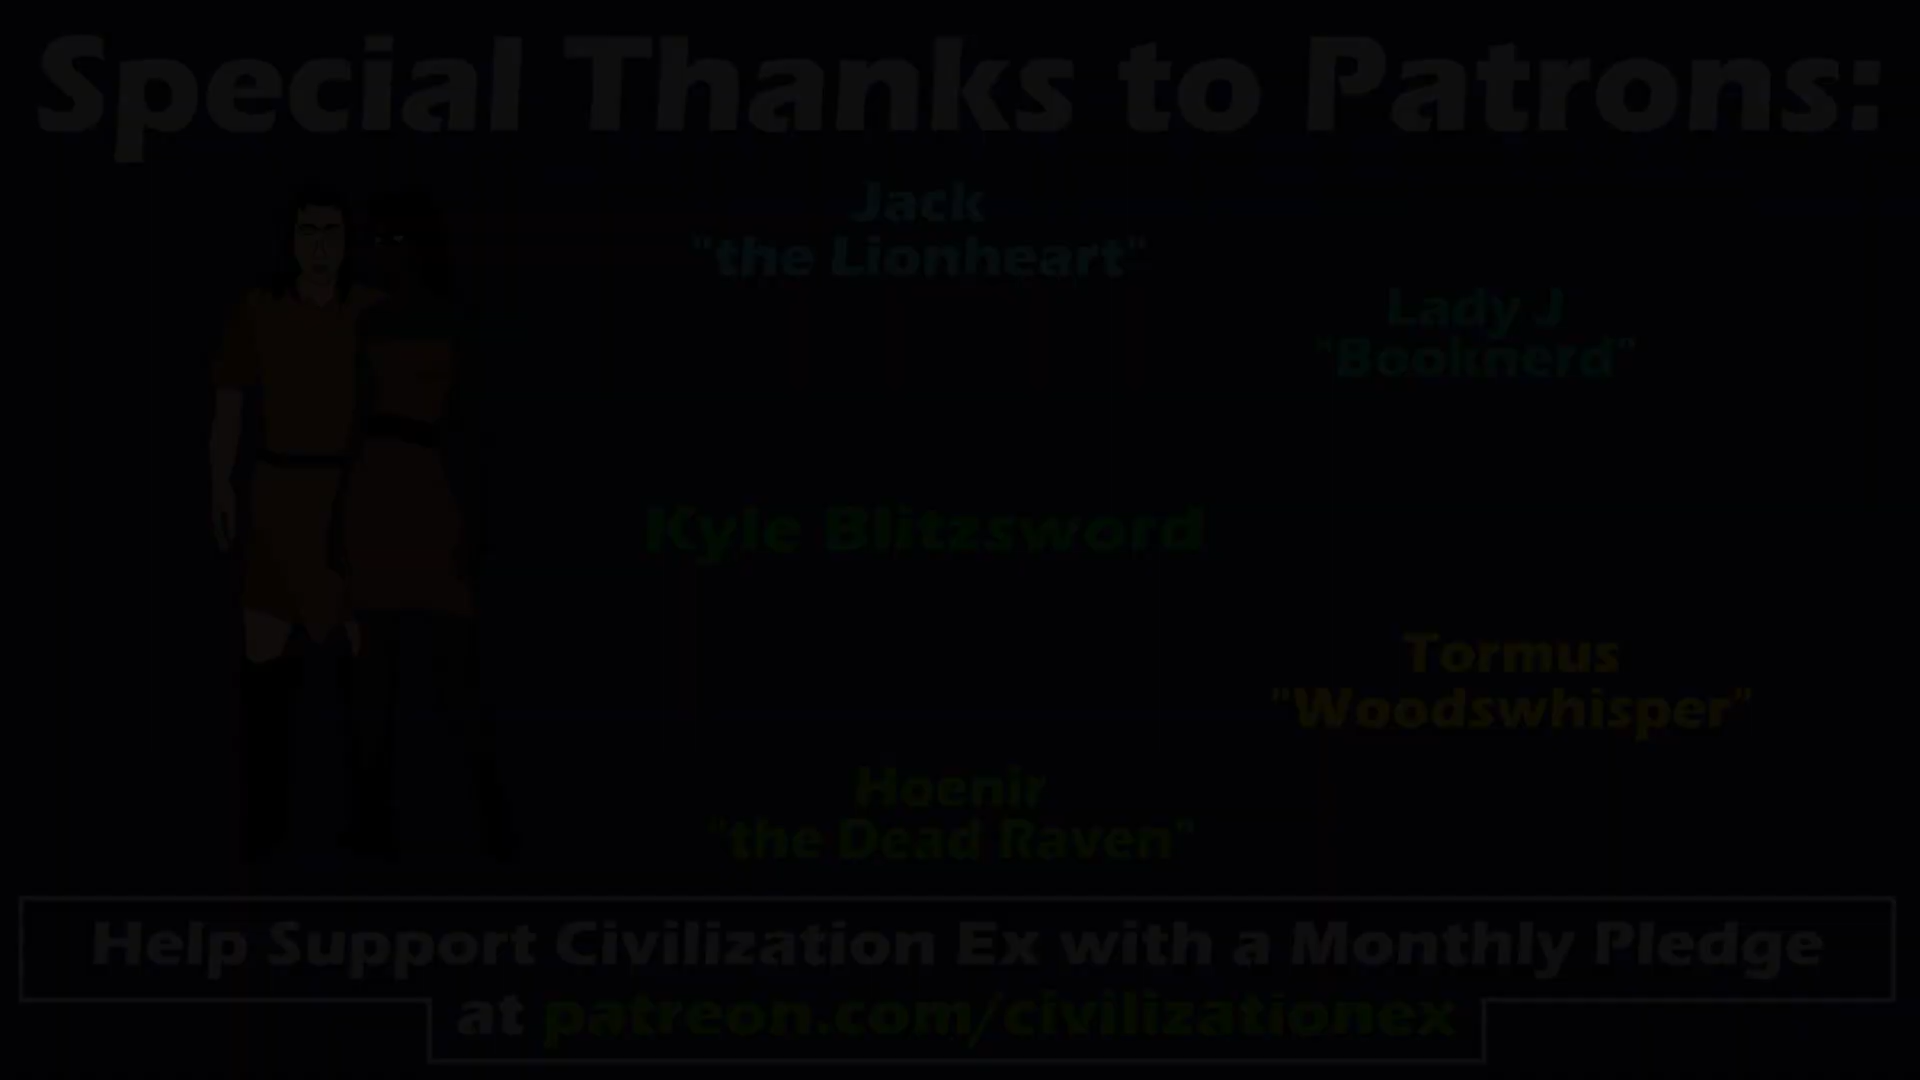 Special Thanks to Patrons:
Jack
"the Lionheart"
Lady J
"Booknerd"
Kyle Blitzsword
Tormus
"Woodswhisper"
Hoenir
"the Dead Raven"
Help Support Civilization Ex with a Monthly Pledge
at patreon.com/civilizationex